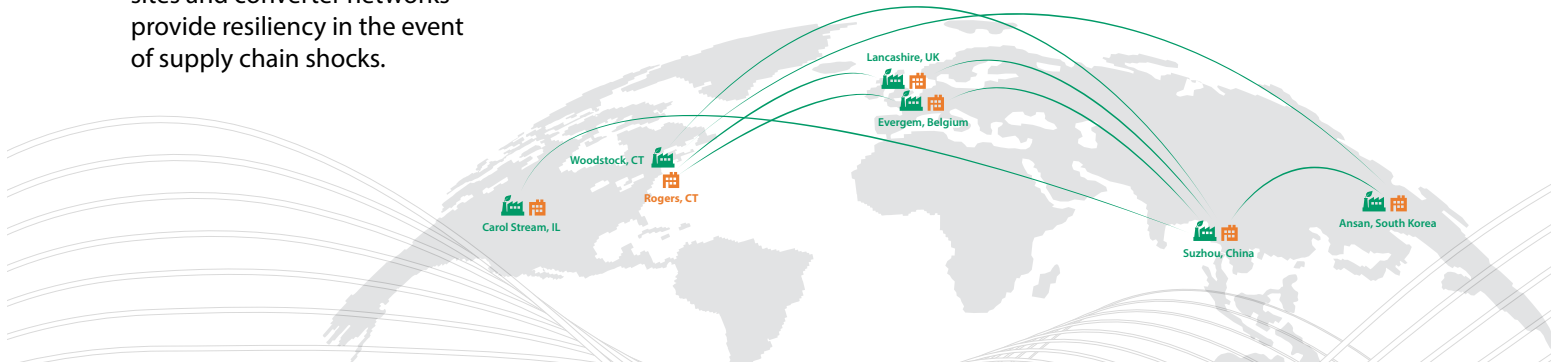 sites and converter networks
provide resiliency in the event
of supply chain shocks.
Lancashire, UK
Evergem, Belgium
Woodstock, CT
Rogers, CT
Carol Stream, IL
Ansan, South Korea
Suzhou, China